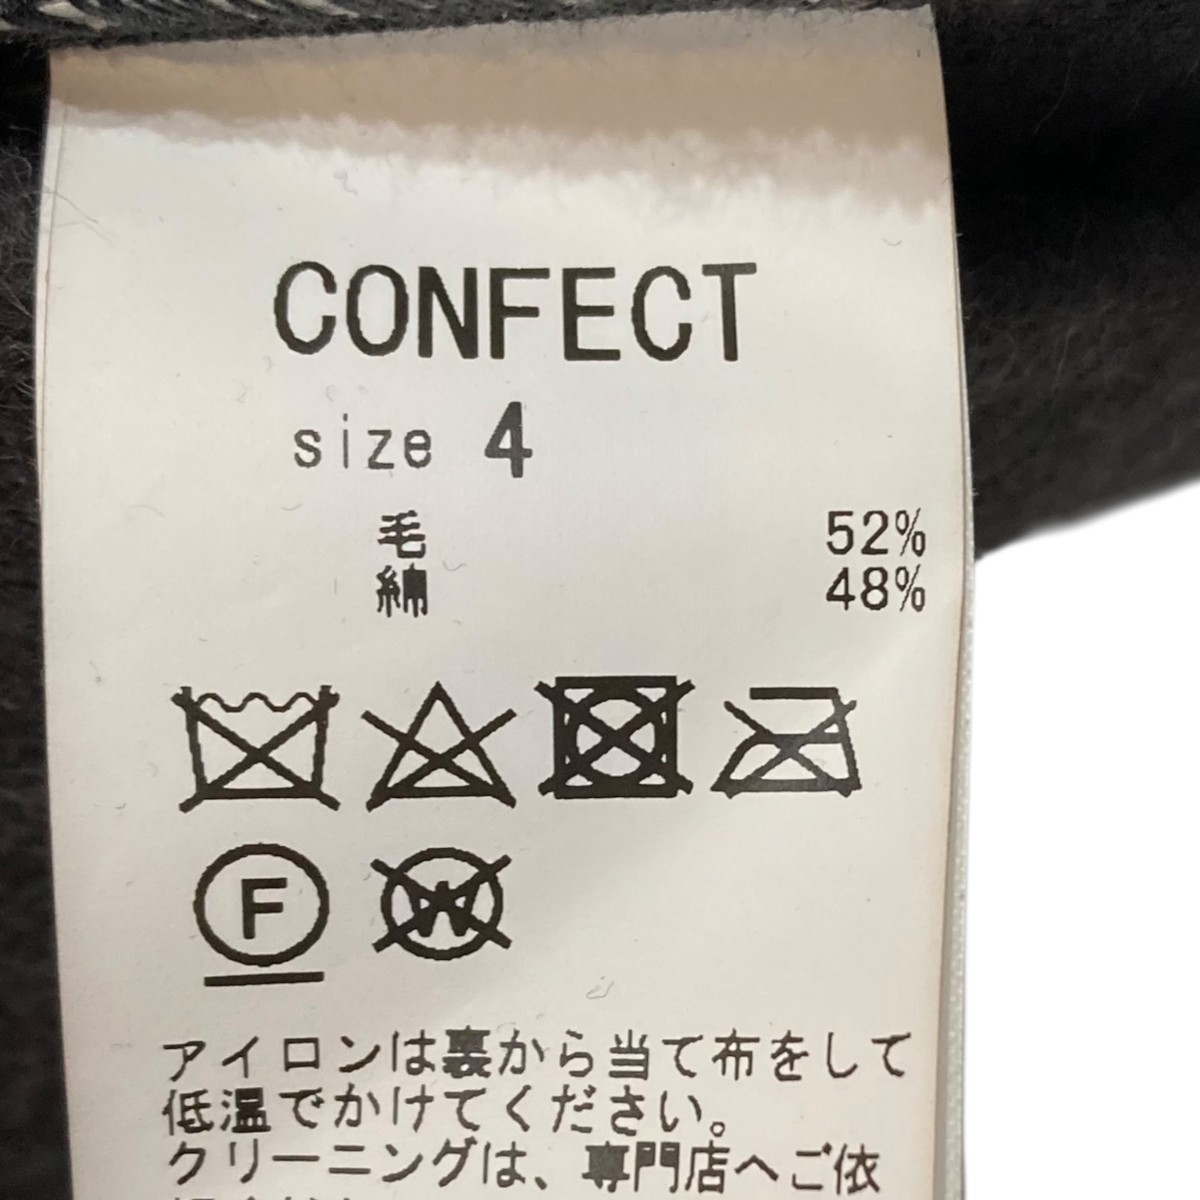 CONFECT
size 4
毛 52%
綿 48%
F
W
アイロンは裏から当て布をして
低温でかけてください。
クリーニングは、専門店へご依